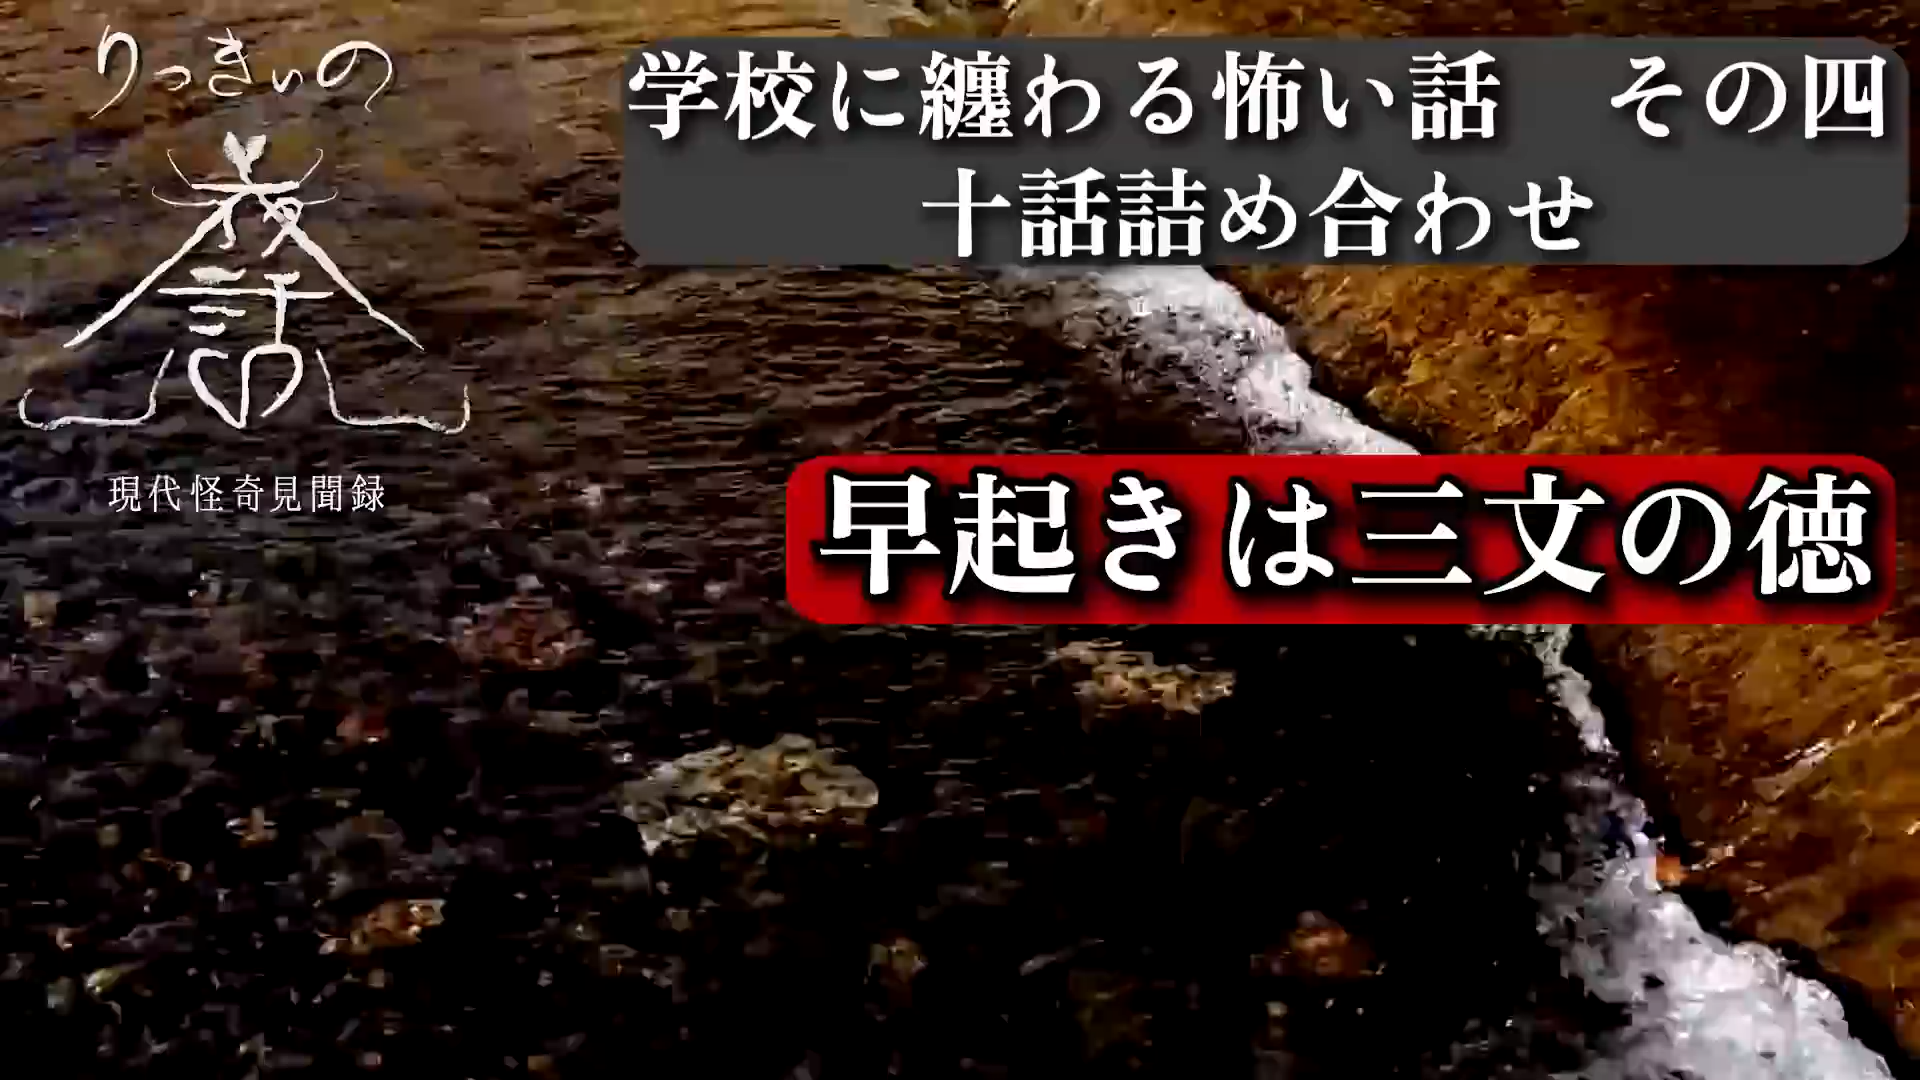 りっきぃの
夜話
現代怪奇見聞録
学校に纏わる怖い話　その四
十話詰め合わせ
早起きは三文の徳